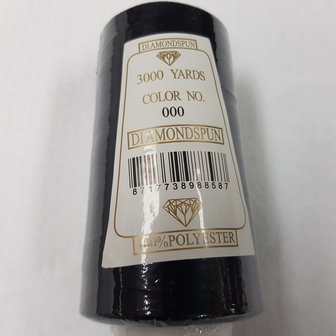 DIAMONDSPUN
3000 YARDS
COLOR NO.
000
DIAMONDSPUN
8717738988587
100%POLYESTER